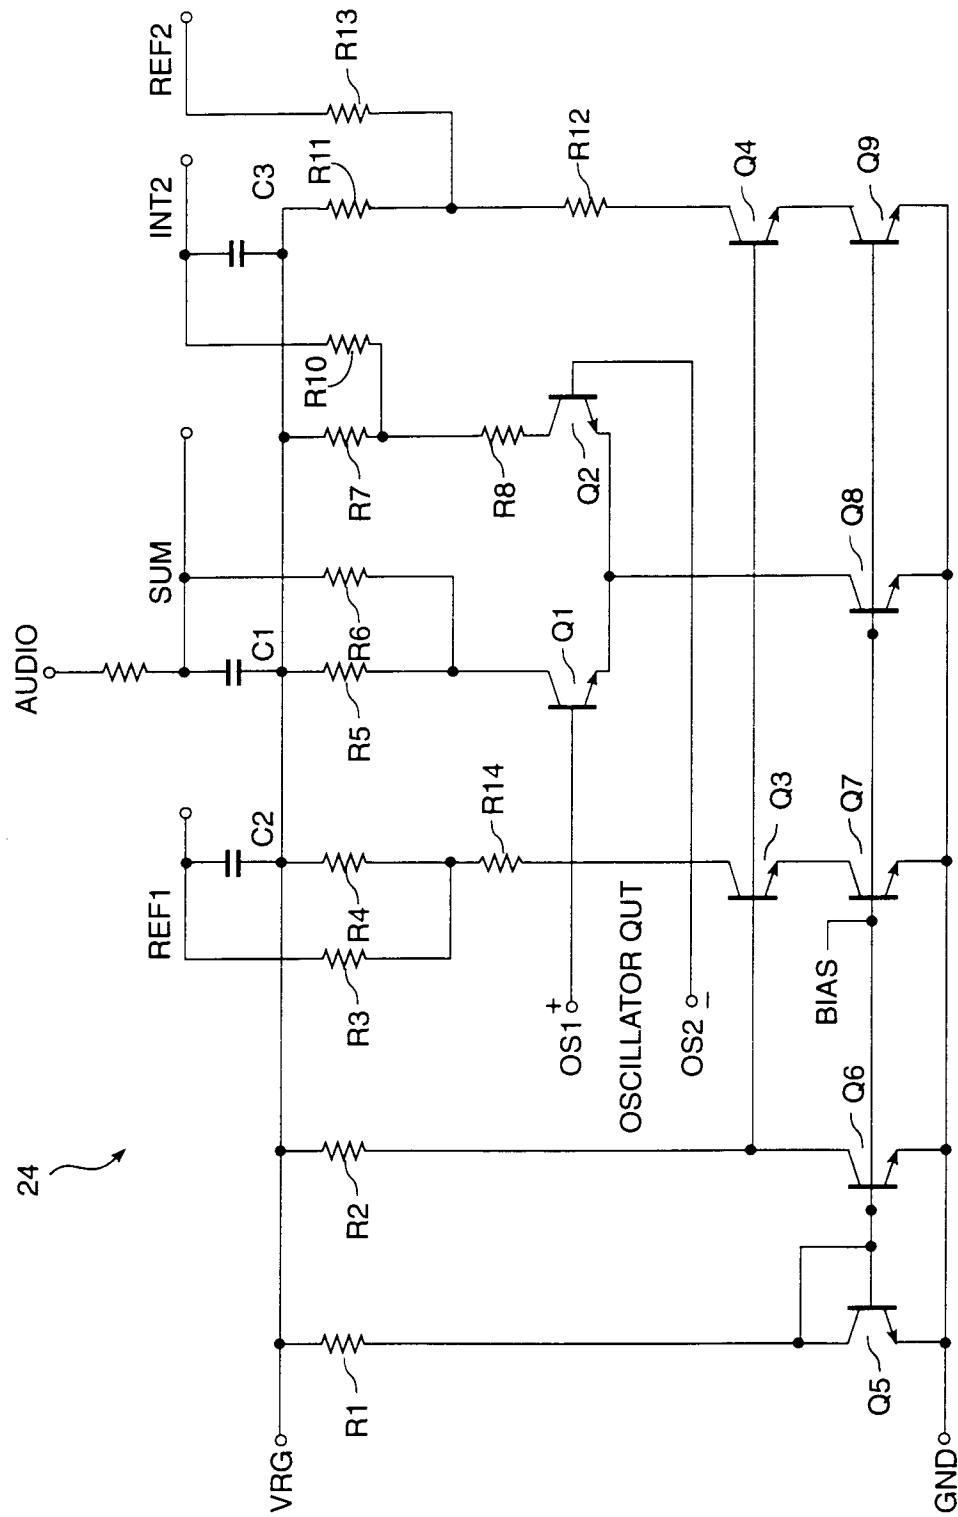 24
AUDIO
REF1
SUM
INT2
REF2
C2
C1
C3
VRG
R1
R2
R3
R4
R5
R6
R7
R10
R11
R13
R14
R8
R12
OS1
+
OSCILLATOR QUT
OS2
–
Q1
Q2
Q3
Q4
BIAS
Q5
Q6
Q7
Q8
Q9
GND